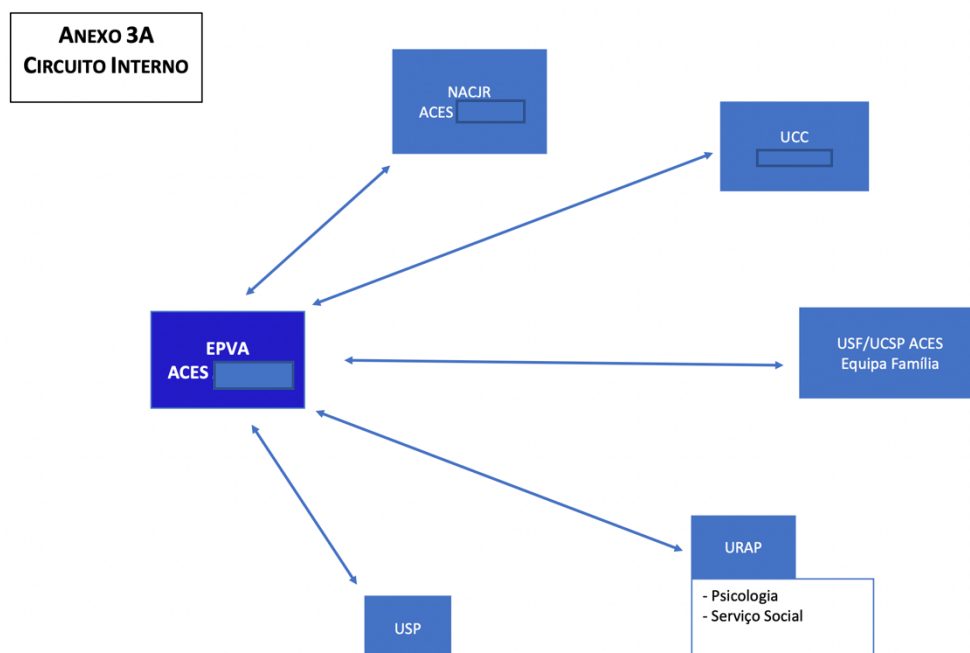 ANEXO 3A
CIRCUITO INTERNO
NACJR
ACES
UCC
EPVA
ACES
USF/UCSP ACES
Equipa Família
URAP
- Psicologia
- Serviço Social
USP